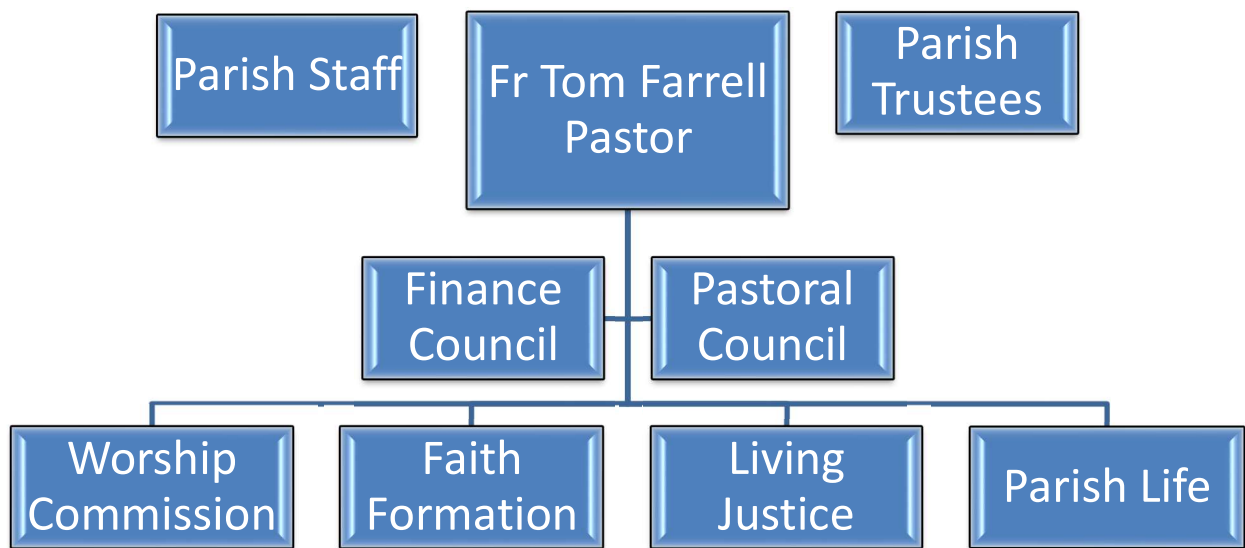 Parish Staff
Fr Tom Farrell
Pastor
Parish
Trustees
Finance
Council
Pastoral
Council
Worship
Commission
Faith
Formation
Living
Justice
Parish Life